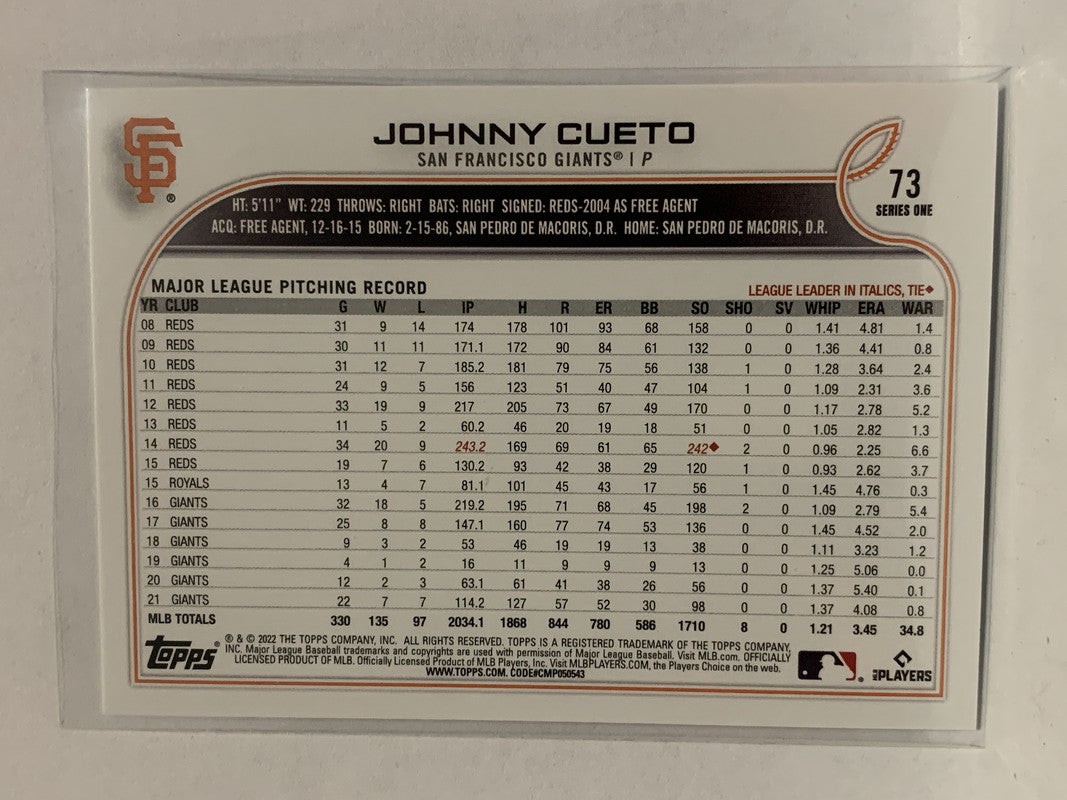 SF®
JOHNNY CUETO
SAN FRANCISCO GIANTS® | P
73
SERIES ONE
HT: 5'11" WT: 229 THROWS: RIGHT BATS: RIGHT SIGNED: REDS-2004 AS FREE AGENT
ACQ: FREE AGENT, 12-16-15 BORN: 2-15-86, SAN PEDRO DE MACORIS, D.R. HOME: SAN PEDRO DE MACORIS, D.R.
MAJOR LEAGUE PITCHING RECORD LEAGUE LEADER IN ITALICS, TIE◆
YR CLUB G W L IP H R ER BB SO SHO SV WHIP ERA WAR
08 REDS 31 9 14 174 178 101 93 68 158 0 0 1.41 4.81 1.4
09 REDS 30 11 11 171.1 172 90 84 61 132 0 0 1.36 4.41 0.8
10 REDS 31 12 7 185.2 181 79 75 56 138 1 0 1.28 3.64 2.4
11 REDS 24 9 5 156 123 51 40 47 104 1 0 1.09 2.31 3.6
12 REDS 33 19 9 217 205 73 67 49 170 0 0 1.17 2.78 5.2
13 REDS 11 5 2 60.2 46 20 19 18 51 0 0 1.05 2.82 1.3
14 REDS 34 20 9 243.2 169 69 61 65 242◆ 2 0 0.96 2.25 6.6
15 REDS 19 7 6 130.2 93 42 38 29 120 1 0 0.93 2.62 3.7
15 ROYALS 13 4 7 81.1 101 45 43 17 56 1 0 1.45 4.76 0.3
16 GIANTS 32 18 5 219.2 195 71 68 45 198 2 0 1.09 2.79 5.4
17 GIANTS 25 8 8 147.1 160 77 74 53 136 0 0 1.45 4.52 2.0
18 GIANTS 9 3 2 53 46 19 19 13 38 0 0 1.11 3.23 1.2
19 GIANTS 4 1 2 16 11 9 9 9 13 0 0 1.25 5.06 0.0
20 GIANTS 12 2 3 63.1 61 41 38 26 56 0 0 1.37 5.40 0.1
21 GIANTS 22 7 7 114.2 127 57 52 30 98 0 0 1.37 4.08 0.8
MLB TOTALS 330 135 97 2034.1 1868 844 780 586 1710 8 0 1.21 3.45 34.8
Topps®
® & © 2022 THE TOPPS COMPANY, INC. ALL RIGHTS RESERVED. TOPPS IS A REGISTERED TRADEMARK OF THE TOPPS COMPANY,
INC. Major League Baseball trademarks and copyrights are used with permission of Major League Baseball. Visit MLB.com. OFFICIALLY
LICENSED PRODUCT OF MLB. Officially Licensed Product of MLB Players, Inc. Visit MLBPLAYERS.COM, the Players Choice on the web.
WWW.TOPPS.COM. CODE#CMP050543
MLB PLAYERS